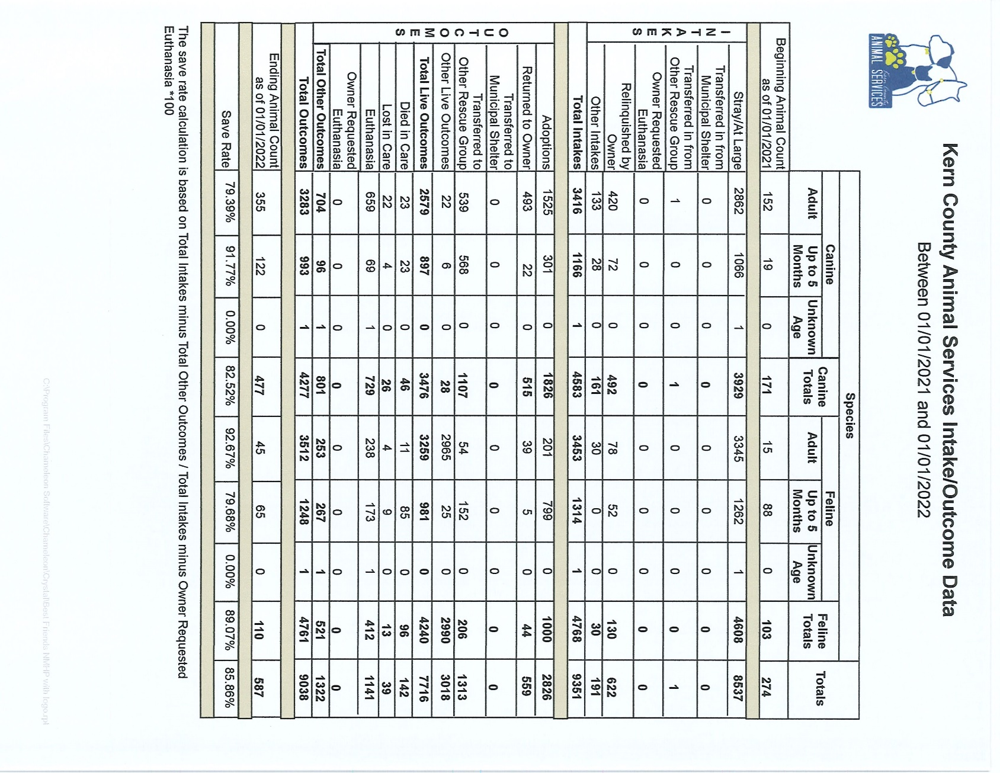 Kern County
ANIMAL SERVICES
Kern County Animal Services Intake/Outcome Data
Between 01/01/2021 and 01/01/2022
Species
Canine Canine Totals Feline Feline Totals Totals
Adult Up to 5 Months Unknown Age Adult Up to 5 Months Unknown Age
Beginning Animal Count as of 01/01/2021 152 19 0 171 15 88 0 103 274
INTAKES
Stray/At Large 2862 1066 1 3929 3345 1262 1 4608 8537
Transferred in from Municipal Shelter 0 0 0 0 0 0 0 0 0
Transferred in from Other Rescue Group 1 0 0 1 0 0 0 0 1
Owner Requested Euthanasia 0 0 0 0 0 0 0 0 0
Relinquished by Owner 420 72 0 492 78 52 0 130 622
Other Intakes 133 28 0 161 30 0 0 30 191
Total Intakes 3416 1166 1 4583 3453 1314 1 4768 9351
OUTCOMES
Adoptions 1525 301 0 1826 201 799 0 1000 2826
Returned to Owner 493 22 0 515 39 5 0 44 559
Transferred to Municipal Shelter 0 0 0 0 0 0 0 0 0
Transferred to Other Rescue Group 539 568 0 1107 54 152 0 206 1313
Other Live Outcomes 22 6 0 28 2965 25 0 2990 3018
Total Live Outcomes 2579 897 0 3476 3259 981 0 4240 7716
Died in Care 23 23 0 46 11 85 0 96 142
Lost in Care 22 4 0 26 4 9 0 13 39
Euthanasia 659 69 1 729 238 173 1 412 1141
Owner Requested Euthanasia 0 0 0 0 0 0 0 0 0
Total Other Outcomes 704 96 1 801 253 267 1 521 1322
Total Outcomes 3283 993 1 4277 3512 1248 1 4761 9038
Ending Animal Count as of 01/01/2022 355 122 0 477 45 65 0 110 587
Save Rate 79.39% 91.77% 0.00% 82.52% 92.67% 79.68% 0.00% 89.07% 85.86%
The save rate calculation is based on Total Intakes minus Total Other Outcomes / Total Intakes minus Owner Requested
Euthanasia *100
C:\Program Files\Chameleon Software\Chameleon\Crystal\Best Friends NMHP with logo.rpt